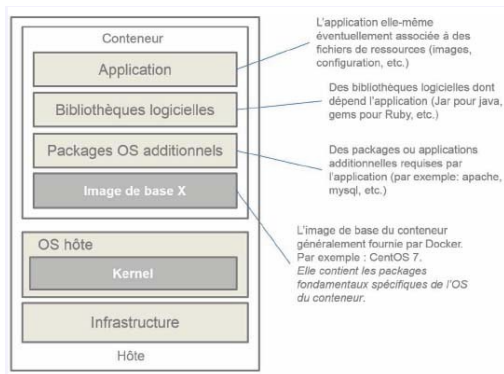 Conteneur
Application
Bibliothèques logicielles
Packages OS additionnels
Image de base X
OS hôte
Kernel
Infrastructure
Hôte
L'application elle-même
éventuellement associée à des
fichiers de ressources (images,
configuration, etc.)
Des bibliothèques logicielles dont
dépend l'application (Jar pour java,
gems pour Ruby, etc.)
Des packages ou applications
additionnelles requises par
l'application (par exemple: apache,
mysql, etc.)
L'image de base du conteneur
généralement fournie par Docker.
Par exemple : CentOS 7.
Elle contient les packages
fondamentaux spécifiques de l'OS
du conteneur.